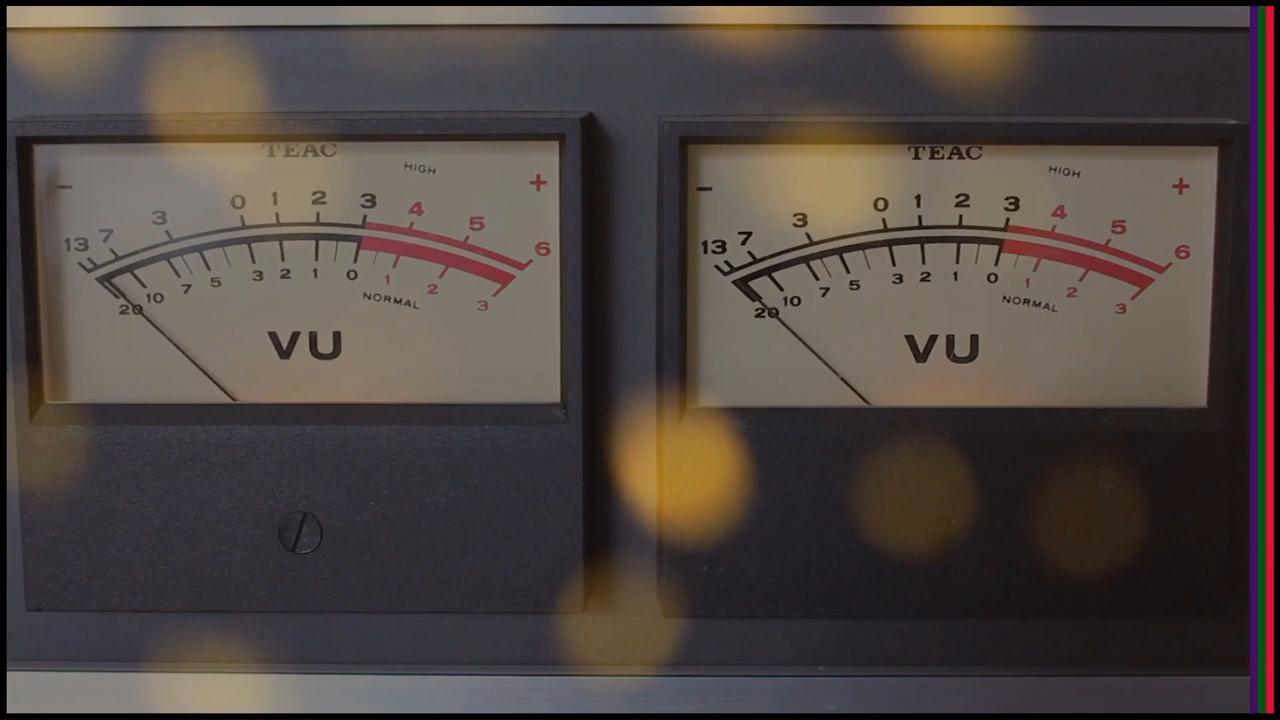 TEAC
HIGH
- +
13 7 3 0 1 2 3 4 5 6
20 10 7 5 3 2 1 0 1 2 3
NORMAL
VU
TEAC
HIGH
- +
13 7 3 0 1 2 3 4 5 6
20 10 7 5 3 2 1 0 1 2 3
NORMAL
VU